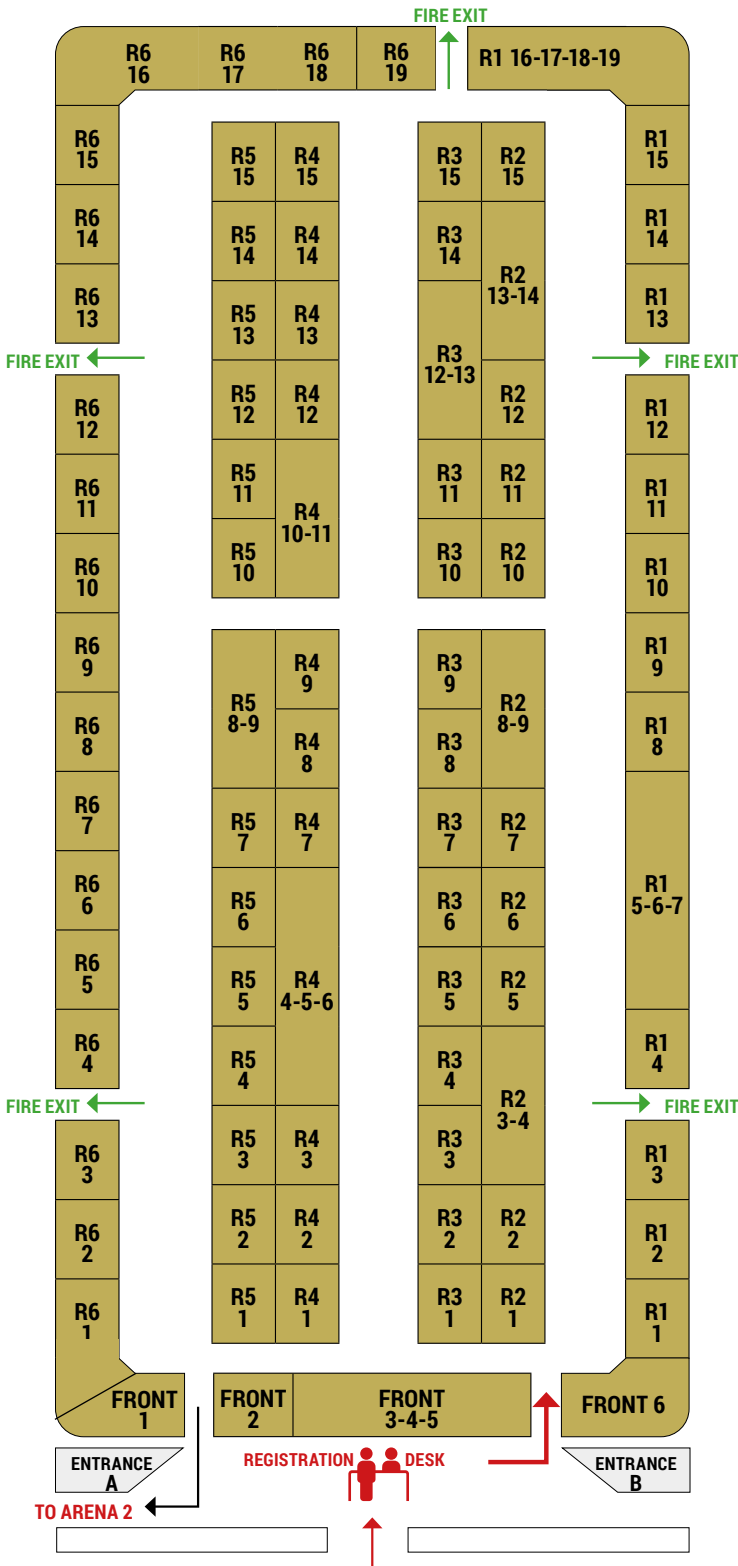 FIRE EXIT
R6
16
R6
17
R6
18
R6
19
R1 16-17-18-19
R6
15
R5
15
R4
15
R3
15
R2
15
R1
15
R6
14
R5
14
R4
14
R3
14
R2
13-14
R1
14
R6
13
R5
13
R4
13
R3
12-13
R1
13
FIRE EXIT
FIRE EXIT
R6
12
R5
12
R4
12
R2
12
R1
12
R6
11
R5
11
R4
10-11
R3
11
R2
11
R1
11
R6
10
R5
10
R3
10
R2
10
R1
10
R6
9
R5
8-9
R4
9
R3
9
R2
8-9
R1
9
R6
8
R4
8
R3
8
R1
8
R6
7
R5
7
R4
7
R3
7
R2
7
R1
5-6-7
R6
6
R5
6
R4
4-5-6
R3
6
R2
6
R6
5
R5
5
R3
5
R2
5
R6
4
R5
4
R3
4
R2
3-4
R1
4
FIRE EXIT
FIRE EXIT
R6
3
R5
3
R4
3
R3
3
R1
3
R6
2
R5
2
R4
2
R3
2
R2
2
R1
2
R6
1
R5
1
R4
1
R3
1
R2
1
R1
1
FRONT
1
FRONT
2
FRONT
3-4-5
FRONT 6
ENTRANCE
A
REGISTRATION DESK
ENTRANCE
B
TO ARENA 2